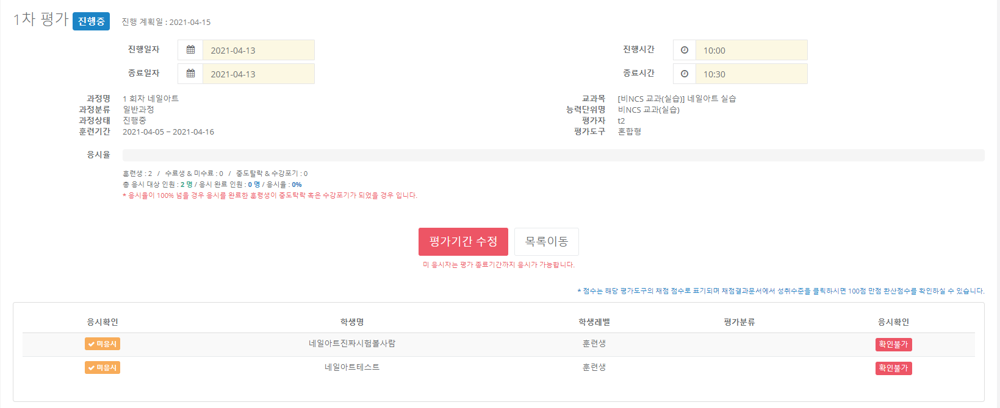 1차 평가 진행중 진행 계획일 : 2021-04-15
진행일자 2021-04-13 진행시간 10:00
종료일자 2021-04-13 종료시간 10:30
과정명 1 회차 네일아트 교과목 [비NCS 교과(실습)] 네일아트 실습
과정분류 일반과정 능력단위명 비NCS 교과(실습)
과정상태 진행중 평가자 t2
훈련기간 2021-04-05 ~ 2021-04-16 평가도구 혼합형
응시율
훈련생 : 2 / 수료생 & 미수료 : 0 / 중도탈락 & 수강포기 : 0
총 응시 대상 인원 : 2 명 / 응시 완료 인원 : 0 명 / 응시율 : 0%
* 응시율이 100% 넘을 경우 응시를 완료한 훈령생이 중도탁락 혹은 수강포기가 되었을 경우 입니다.
평가기간 수정 목록이동
미 응시자는 평가 종료기간까지 응시가 가능합니다.
* 점수는 해당 평가도구의 채점 점수로 표기되며 채점결과문서에서 성취수준을 클릭하시면 100점 만점 환산점수를 확인하실 수 있습니다.
응시확인 학생명 학생레벨 평가분류 응시확인
미응시 네일아트진짜시험볼사람 훈련생 확인불가
미응시 네일아트테스트 훈련생 확인불가